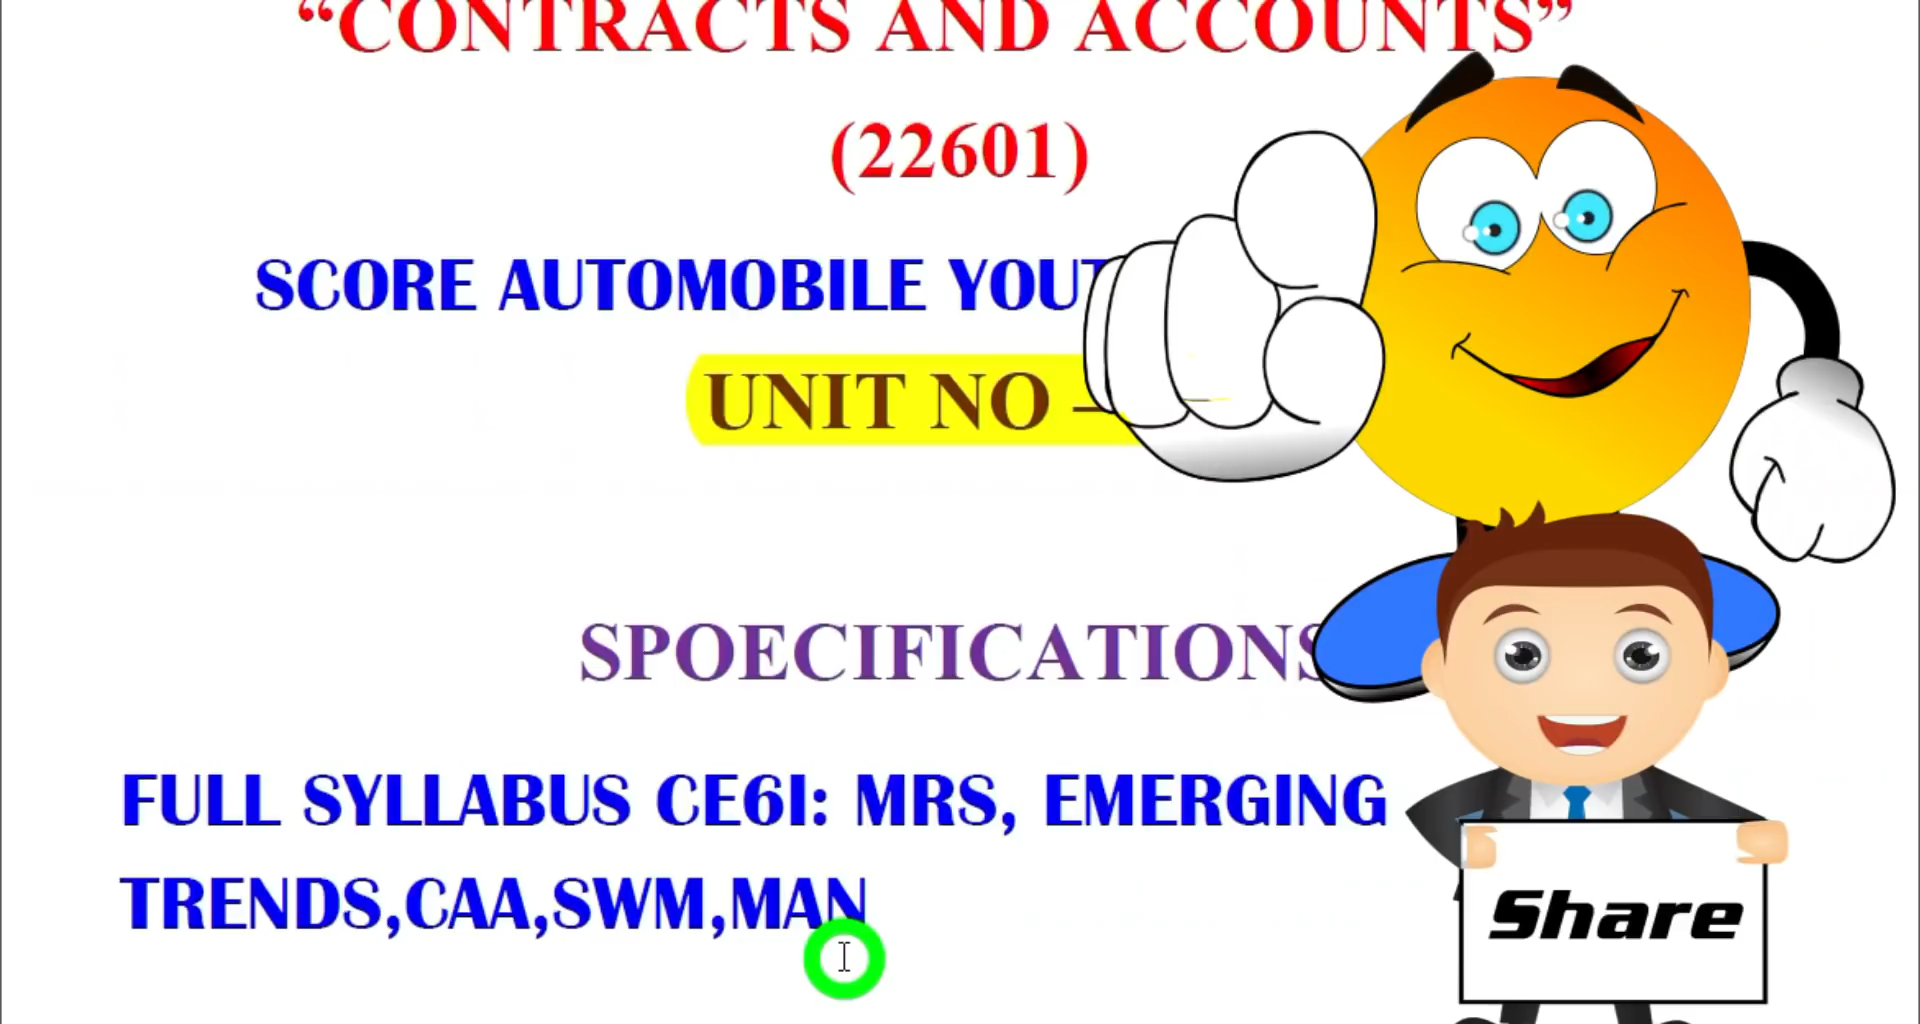 “CONTRACTS AND ACCOUNTS”
(22601)
SCORE AUTOMOBILE
UNIT NO –
SPOECIFICATIONS
FULL SYLLABUS CE6I: MRS, EMERGING
TRENDS,CAA,SWM,MAN
Share